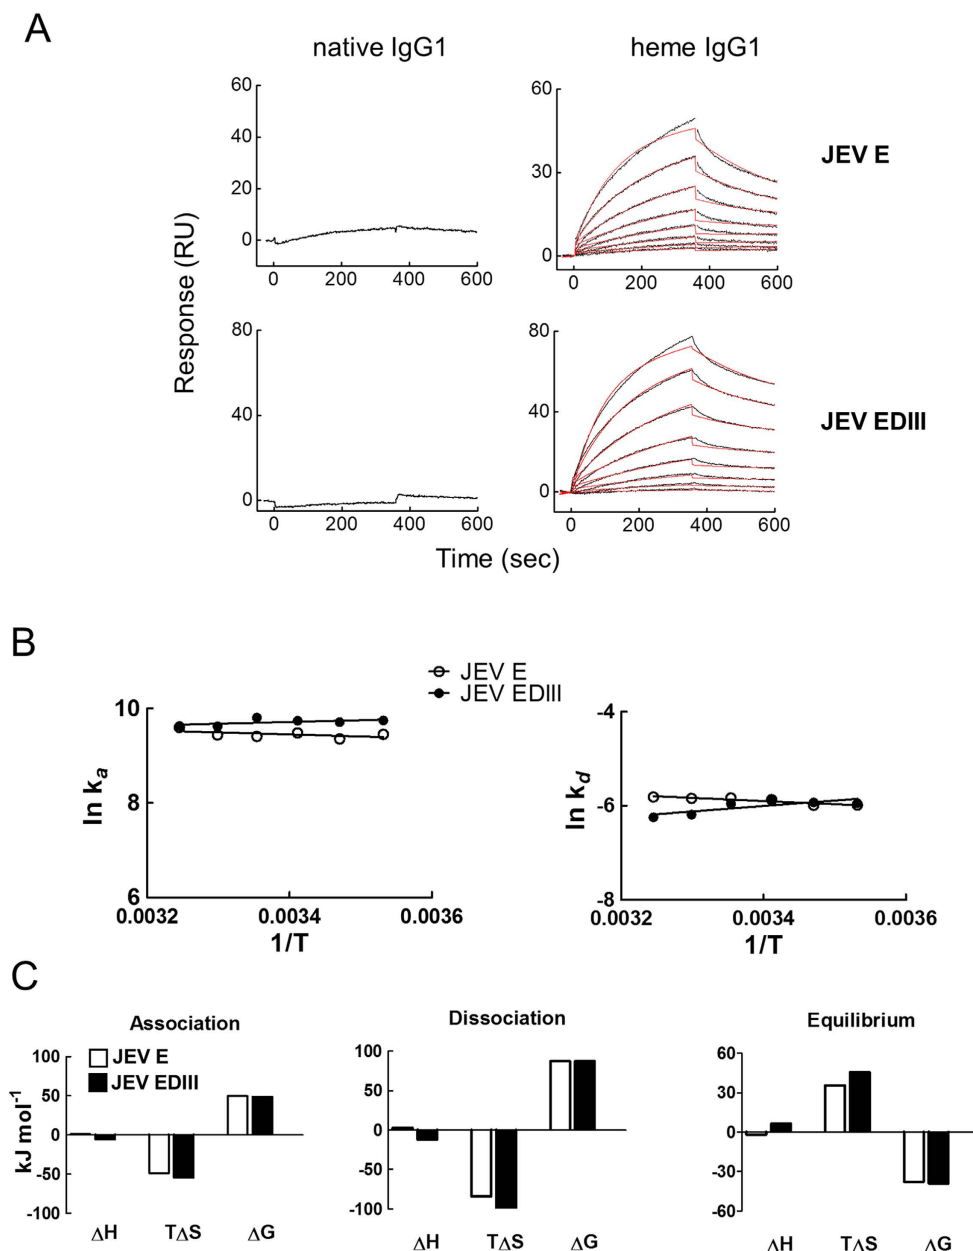 A
native IgG1
heme IgG1
60
40
20
0
0 200 400 600
60
30
0
0 200 400 600
JEV E
Response (RU)
80
40
0
0 200 400 600
80
40
0
0 200 400 600
JEV EDIII
Time (sec)
B
JEV E
JEV EDIII
10
8
6
ln ka
0.0032 0.0034 0.0036
1/T
-4
-6
-8
ln kd
0.0032 0.0034 0.0036
1/T
C
Association
Dissociation
Equilibrium
JEV E
JEV EDIII
kJ mol-1
100
50
0
-50
-100
ΔH TΔS ΔG
100
50
0
-50
-100
ΔH TΔS ΔG
60
30
0
-30
-60
ΔH TΔS ΔG